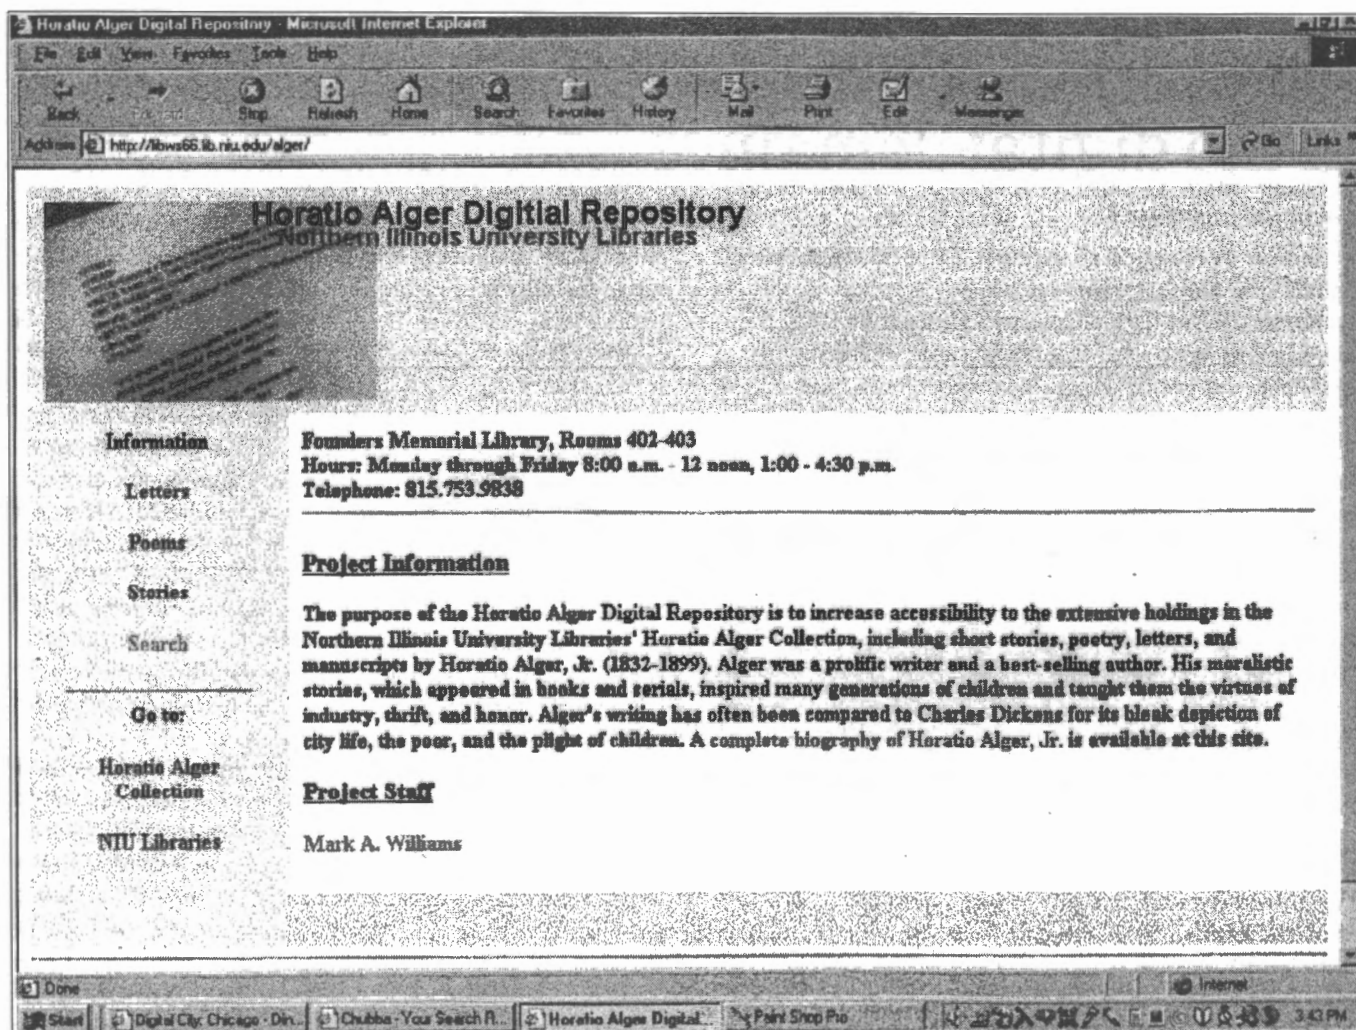 Horatio Alger Digital Repository - Microsoft Internet Explorer
File Edit View Favorites Tools Help
Back Forward Stop Refresh Home Search Favorites History Mail Print Edit Messenger
Address http://libws66.lib.niu.edu/alger/ Go Links
Horatio Alger Digitial Repository
Northern Illinois University Libraries
Information
Letters
Poems
Stories
Search
Go to:
Horatio Alger
Collection
NIU Libraries
Founders Memorial Library, Rooms 402-403
Hours: Monday through Friday 8:00 a.m. - 12 noon, 1:00 - 4:30 p.m.
Telephone: 815.753.9838
Project Information
The purpose of the Horatio Alger Digital Repository is to increase accessibility to the extensive holdings in the
Northern Illinois University Libraries' Horatio Alger Collection, including short stories, poetry, letters, and
manuscripts by Horatio Alger, Jr. (1832-1899). Alger was a prolific writer and a best-selling author. His moralistic
stories, which appeared in books and serials, inspired many generations of children and taught them the virtues of
industry, thrift, and honor. Alger's writing has often been compared to Charles Dickens for its bleak depiction of
city life, the poor, and the plight of children. A complete biography of Horatio Alger, Jr. is available at this site.
Project Staff
Mark A. Williams
Done Internet
Start Digital City: Chicago - Din... Chubba - Your Search R... Horatio Alger Digital... Paint Shop Pro 3:43 PM